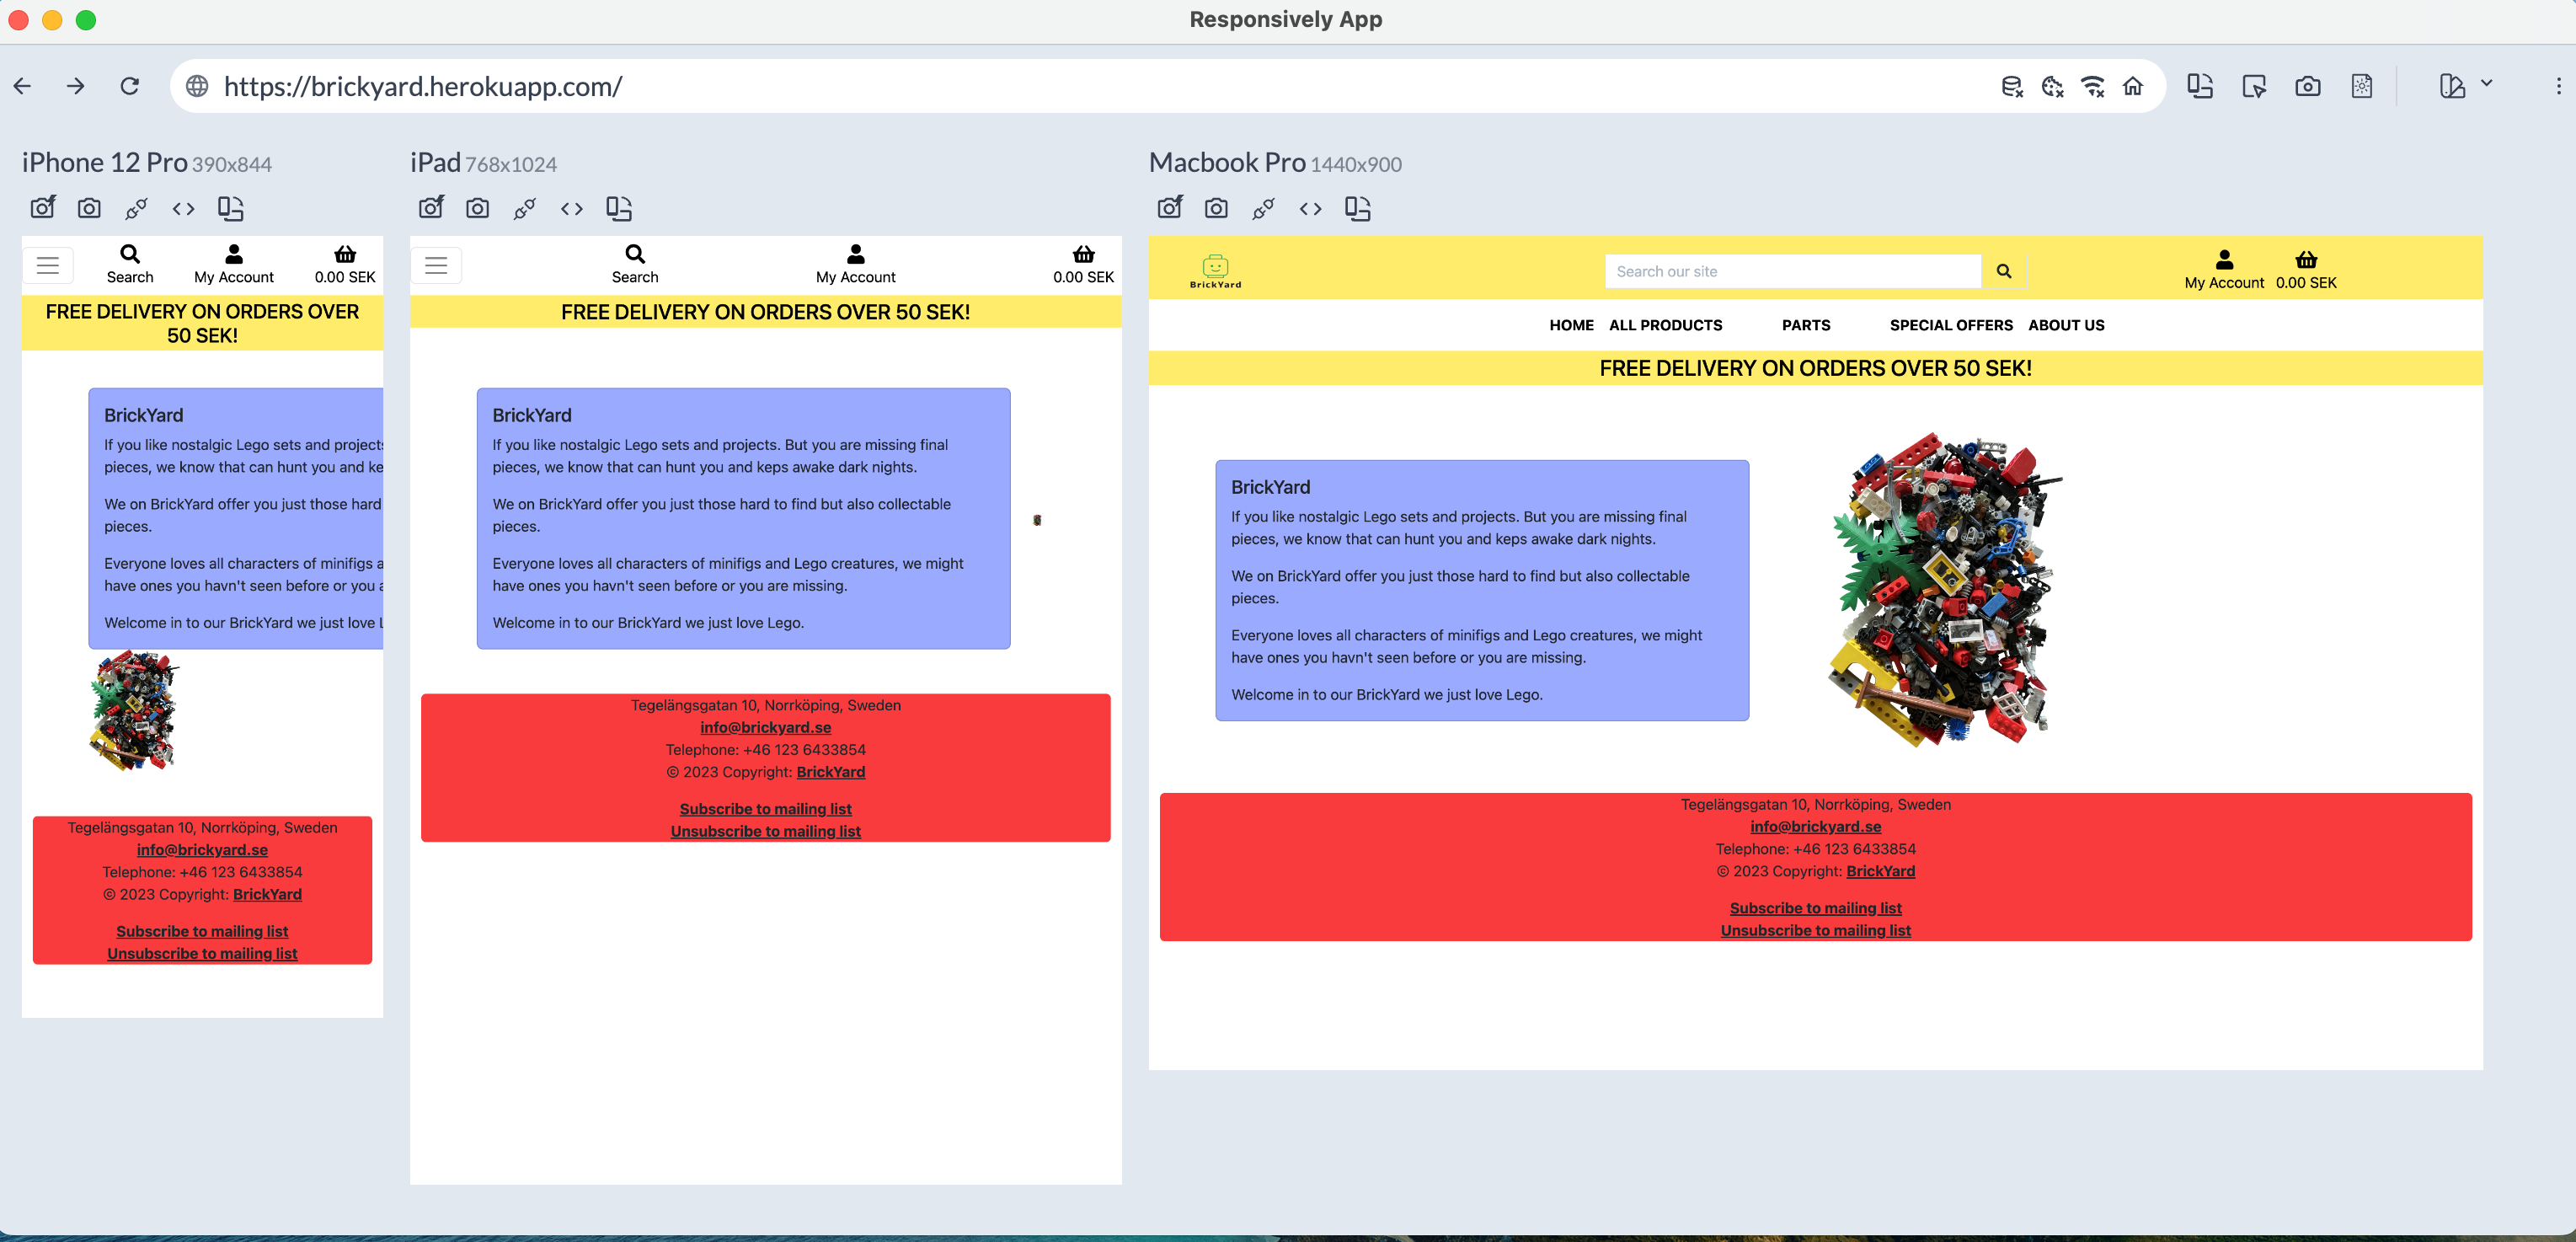 Responsively App
https://brickyard.herokuapp.com/
iPhone 12 Pro 390x844
Search
My Account
0.00 SEK
FREE DELIVERY ON ORDERS OVER
50 SEK!
BrickYard
If you like nostalgic Lego sets and projects
pieces, we know that can hunt you and ke
We on BrickYard offer you just those hard
pieces.
Everyone loves all characters of minifigs a
have ones you havn't seen before or you a
Welcome in to our BrickYard we just love L
Tegelängsgatan 10, Norrköping, Sweden
info@brickyard.se
Telephone: +46 123 6433854
© 2023 Copyright: BrickYard
Subscribe to mailing list
Unsubscribe to mailing list
iPad 768x1024
Search
My Account
0.00 SEK
FREE DELIVERY ON ORDERS OVER 50 SEK!
BrickYard
If you like nostalgic Lego sets and projects. But you are missing final
pieces, we know that can hunt you and keps awake dark nights.
We on BrickYard offer you just those hard to find but also collectable
pieces.
Everyone loves all characters of minifigs and Lego creatures, we might
have ones you havn't seen before or you are missing.
Welcome in to our BrickYard we just love Lego.
Tegelängsgatan 10, Norrköping, Sweden
info@brickyard.se
Telephone: +46 123 6433854
© 2023 Copyright: BrickYard
Subscribe to mailing list
Unsubscribe to mailing list
Macbook Pro 1440x900
BrickYard
Search our site
My Account
0.00 SEK
HOME ALL PRODUCTS PARTS SPECIAL OFFERS ABOUT US
FREE DELIVERY ON ORDERS OVER 50 SEK!
BrickYard
If you like nostalgic Lego sets and projects. But you are missing final
pieces, we know that can hunt you and keps awake dark nights.
We on BrickYard offer you just those hard to find but also collectable
pieces.
Everyone loves all characters of minifigs and Lego creatures, we might
have ones you havn't seen before or you are missing.
Welcome in to our BrickYard we just love Lego.
Tegelängsgatan 10, Norrköping, Sweden
info@brickyard.se
Telephone: +46 123 6433854
© 2023 Copyright: BrickYard
Subscribe to mailing list
Unsubscribe to mailing list